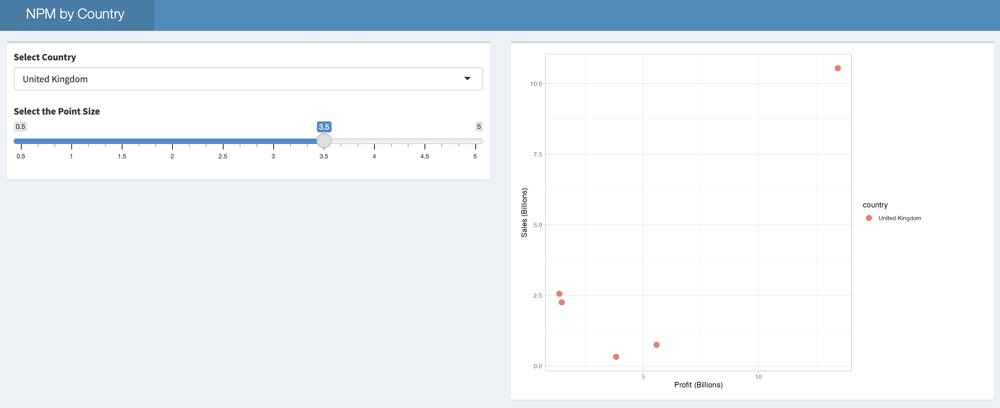 NPM by Country
Select Country
United Kingdom
Select the Point Size
0.5 3.5 5
0.5 1 1.5 2 2.5 3 3.5 4 4.5 5
Sales (Billions)
10.0
7.5
5.0
2.5
0.0
5 10
Profit (Billions)
country
United Kingdom